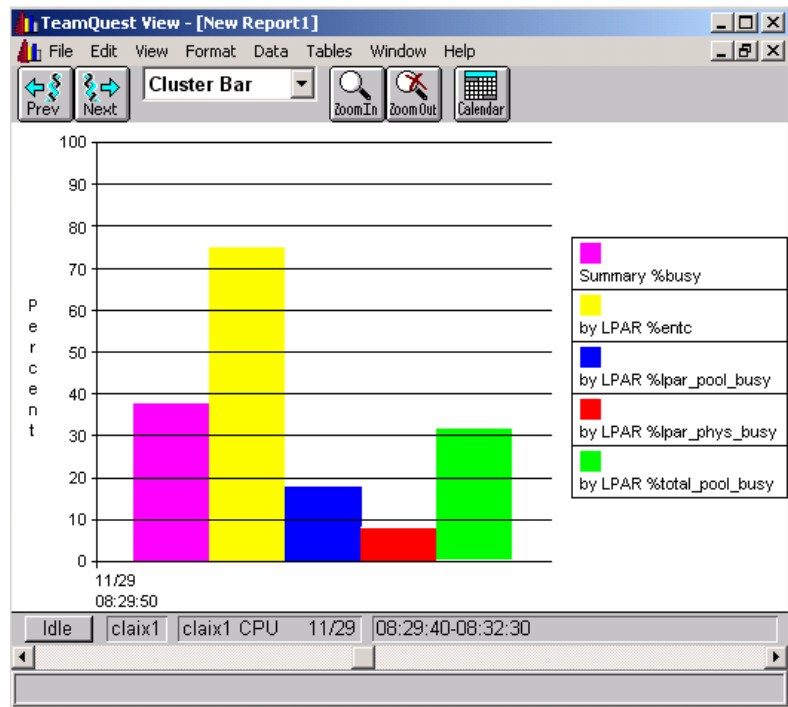 TeamQuest View - [New Report1]
File Edit View Format Data Tables Window Help
Prev Next Cluster Bar ZoomIn ZoomOut Calendar
100
90
80
70
60
50
40
30
20
10
0
Percent
11/29
08:29:50
Summary %busy
by LPAR %entc
by LPAR %lpar_pool_busy
by LPAR %lpar_phys_busy
by LPAR %total_pool_busy
Idle claix1 claix1 CPU 11/29 08:29:40-08:32:30